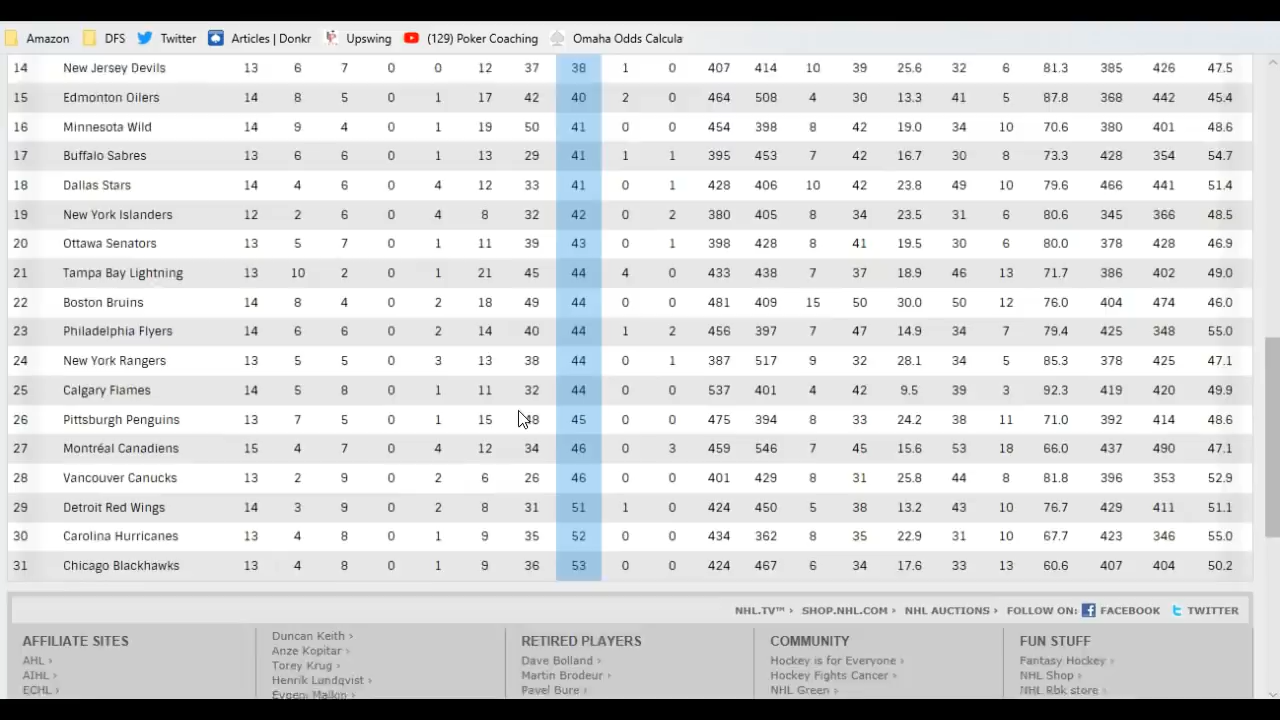 Amazon DFS Twitter Articles | Donkr Upswing (129) Poker Coaching Omaha Odds Calcula
14 New Jersey Devils 13 6 7 0 0 12 37 38 1 0 407 414 10 39 25.6 32 6 81.3 385 426 47.5
15 Edmonton Oilers 14 8 5 0 1 17 42 40 2 0 464 508 4 30 13.3 41 5 87.8 368 442 45.4
16 Minnesota Wild 14 9 4 0 1 19 50 41 0 0 454 398 8 42 19.0 34 10 70.6 380 401 48.6
17 Buffalo Sabres 13 6 6 0 1 13 29 41 1 1 395 453 7 42 16.7 30 8 73.3 428 354 54.7
18 Dallas Stars 14 4 6 0 4 12 33 41 0 1 428 406 10 42 23.8 49 10 79.6 466 441 51.4
19 New York Islanders 12 2 6 0 4 8 32 42 0 2 380 405 8 34 23.5 31 6 80.6 345 366 48.5
20 Ottawa Senators 13 5 7 0 1 11 39 43 0 1 398 428 8 41 19.5 30 6 80.0 378 428 46.9
21 Tampa Bay Lightning 13 10 2 0 1 21 45 44 4 0 433 438 7 37 18.9 46 13 71.7 386 402 49.0
22 Boston Bruins 14 8 4 0 2 18 49 44 0 0 481 409 15 50 30.0 50 12 76.0 404 474 46.0
23 Philadelphia Flyers 14 6 6 0 2 14 40 44 1 2 456 397 7 47 14.9 34 7 79.4 425 348 55.0
24 New York Rangers 13 5 5 0 3 13 38 44 0 1 387 517 9 32 28.1 34 5 85.3 378 425 47.1
25 Calgary Flames 14 5 8 0 1 11 32 44 0 0 537 401 4 42 9.5 39 3 92.3 419 420 49.9
26 Pittsburgh Penguins 13 7 5 0 1 15 48 45 0 0 475 394 8 33 24.2 38 11 71.0 392 414 48.6
27 Montréal Canadiens 15 4 7 0 4 12 34 46 0 3 459 546 7 45 15.6 53 18 66.0 437 490 47.1
28 Vancouver Canucks 13 2 9 0 2 6 26 46 0 0 401 429 8 31 25.8 44 8 81.8 396 353 52.9
29 Detroit Red Wings 14 3 9 0 2 8 31 51 1 0 424 450 5 38 13.2 43 10 76.7 429 411 51.1
30 Carolina Hurricanes 13 4 8 0 1 9 35 52 0 0 434 362 8 35 22.9 31 10 67.7 423 346 55.0
31 Chicago Blackhawks 13 4 8 0 1 9 36 53 0 0 424 467 6 34 17.6 33 13 60.6 407 404 50.2
NHL.TV™ › SHOP.NHL.COM › NHL AUCTIONS › FOLLOW ON: FACEBOOK TWITTER
AFFILIATE SITES
AHL ›
AIHL ›
ECHL ›
Duncan Keith ›
Anze Kopitar ›
Torey Krug ›
Henrik Lundqvist ›
Evgeni Malkin ›
RETIRED PLAYERS
Dave Bolland ›
Martin Brodeur ›
Pavel Bure ›
COMMUNITY
Hockey is for Everyone ›
Hockey Fights Cancer ›
NHL Green ›
FUN STUFF
Fantasy Hockey ›
NHL Shop ›
NHL Rbk store ›